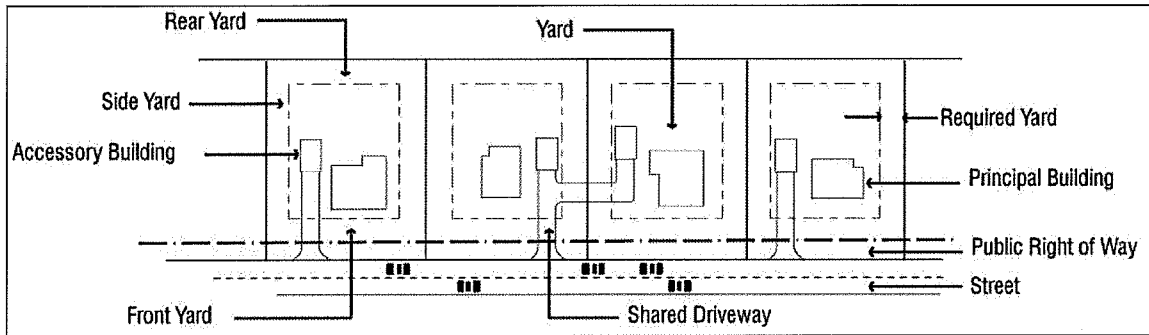 Rear Yard
Yard
Side Yard
Required Yard
Accessory Building
Principal Building
Public Right of Way
Street
Front Yard
Shared Driveway